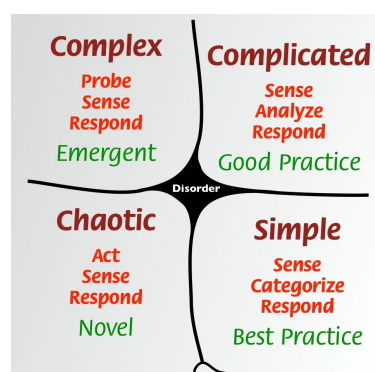 Complex
Probe
Sense
Respond
Emergent
Complicated
Sense
Analyze
Respond
Good Practice
Disorder
Chaotic
Act
Sense
Respond
Novel
Simple
Sense
Categorize
Respond
Best Practice